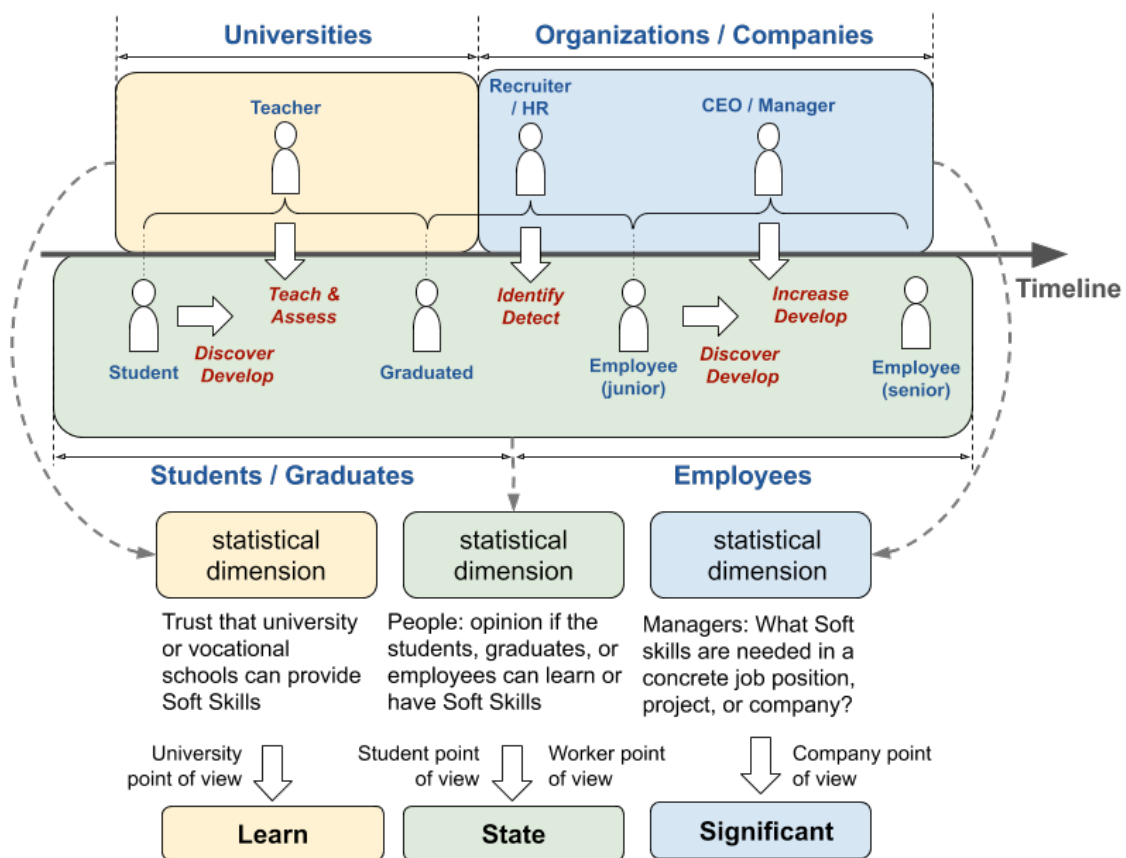 Universities
Organizations / Companies
Teacher
Recruiter
/ HR
CEO / Manager
Timeline
Student
Discover
Develop
Teach &
Assess
Graduated
Identify
Detect
Employee
(junior)
Discover
Develop
Increase
Develop
Employee
(senior)
Students / Graduates
Employees
statistical
dimension
statistical
dimension
statistical
dimension
Trust that university
or vocational
schools can provide
Soft Skills
People: opinion if the
students, graduates, or
employees can learn or
have Soft Skills
Managers: What Soft
skills are needed in a
concrete job position,
project, or company?
University
point of view
Student point
of view
Worker point
of view
Company point
of view
Learn
State
Significant